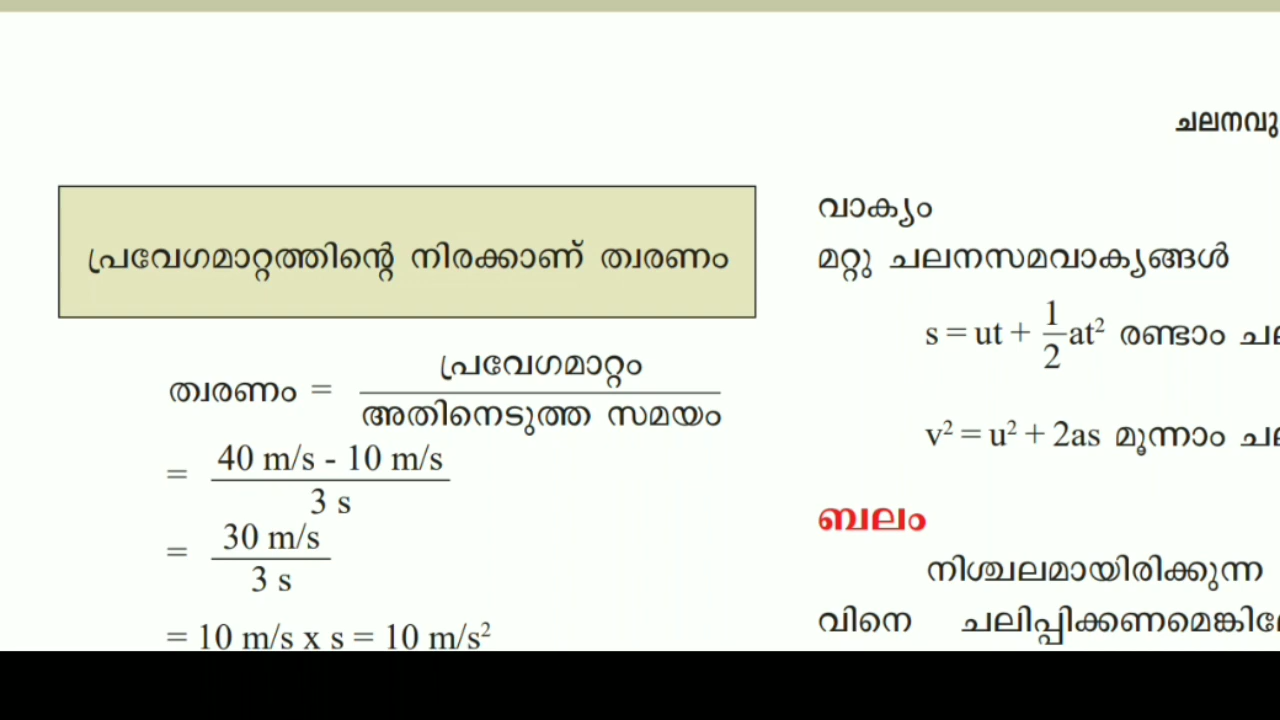 ചലനവു
പ്രവേഗമാറ്റത്തിന്റെ നിരക്കാണ് ത്വരണം
ത്വരണം = പ്രവേഗമാറ്റം / അതിനെടുത്ത സമയം
= 40 m/s - 10 m/s / 3 s
= 30 m/s / 3 s
= 10 m/s x s = 10 m/s²
വാക്യം
മറ്റു ചലനസമവാക്യങ്ങൾ
s = ut + 1/2 at² രണ്ടാം
v² = u² + 2as മൂന്നാം
ബലം
നിശ്ചലമായിരിക്കുന്ന
വിനെ ചലിപ്പിക്കണമെങ്കി